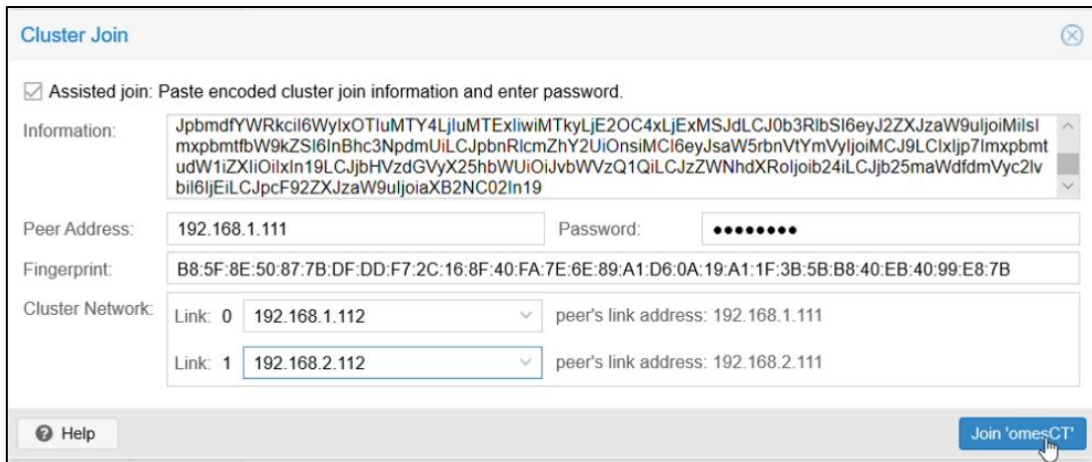 Cluster Join
Assisted join: Paste encoded cluster join information and enter password.
Information:
JpbmdfYWRkciI6WyIxOTIuMTY4LjIuMTExIiwiMTkyLjE2OC4xLjExMSJdLCJ0b3RlbSI6eyJ2ZXJzaW9uIjoiMiIsI
mxpbmtfbW9kZSI6InBhc3NpdmUiLCJpbnRlcmZhY2UiOnsiMCI6eyJsaW5rbnVtYmVyIjoiMCJ9LCIxIjp7Imxpbmt
udW1iZXIiOiIxIn19LCJjbHVzdGVyX25hbWUiOiJvbWVzQ1QiLCJzZWNhdXRoIjoib24iLCJjb25maWdfdmVyc2lv
biI6IjEiLCJpcF92ZXJzaW9uIjoiaXB2NC02In19
Peer Address: 192.168.1.111 Password:
Fingerprint: B8:5F:8E:50:87:7B:DF:DD:F7:2C:16:8F:40:FA:7E:6E:89:A1:D6:0A:19:A1:1F:3B:5B:B8:40:EB:40:99:E8:7B
Cluster Network: Link: 0 192.168.1.112 peer's link address: 192.168.1.111
Link: 1 192.168.2.112 peer's link address: 192.168.2.111
Help
Join 'omesCT'